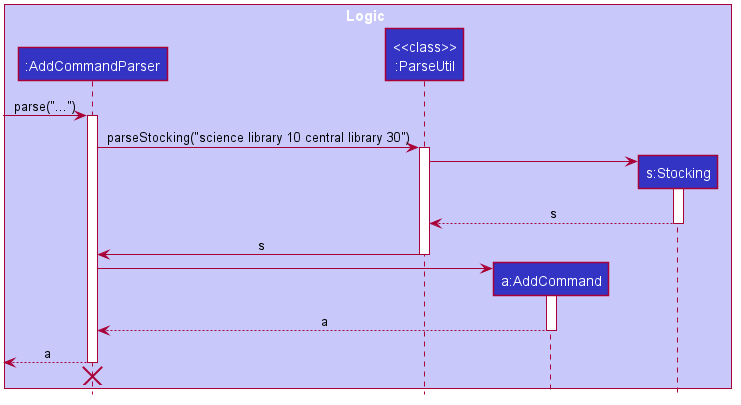 Logic
<<class>>
:AddCommandParser
:ParseUtil
parse("...")
parseStocking("science library 10 central library 30")
s:Stocking
s
s
a:AddCommand
a
a